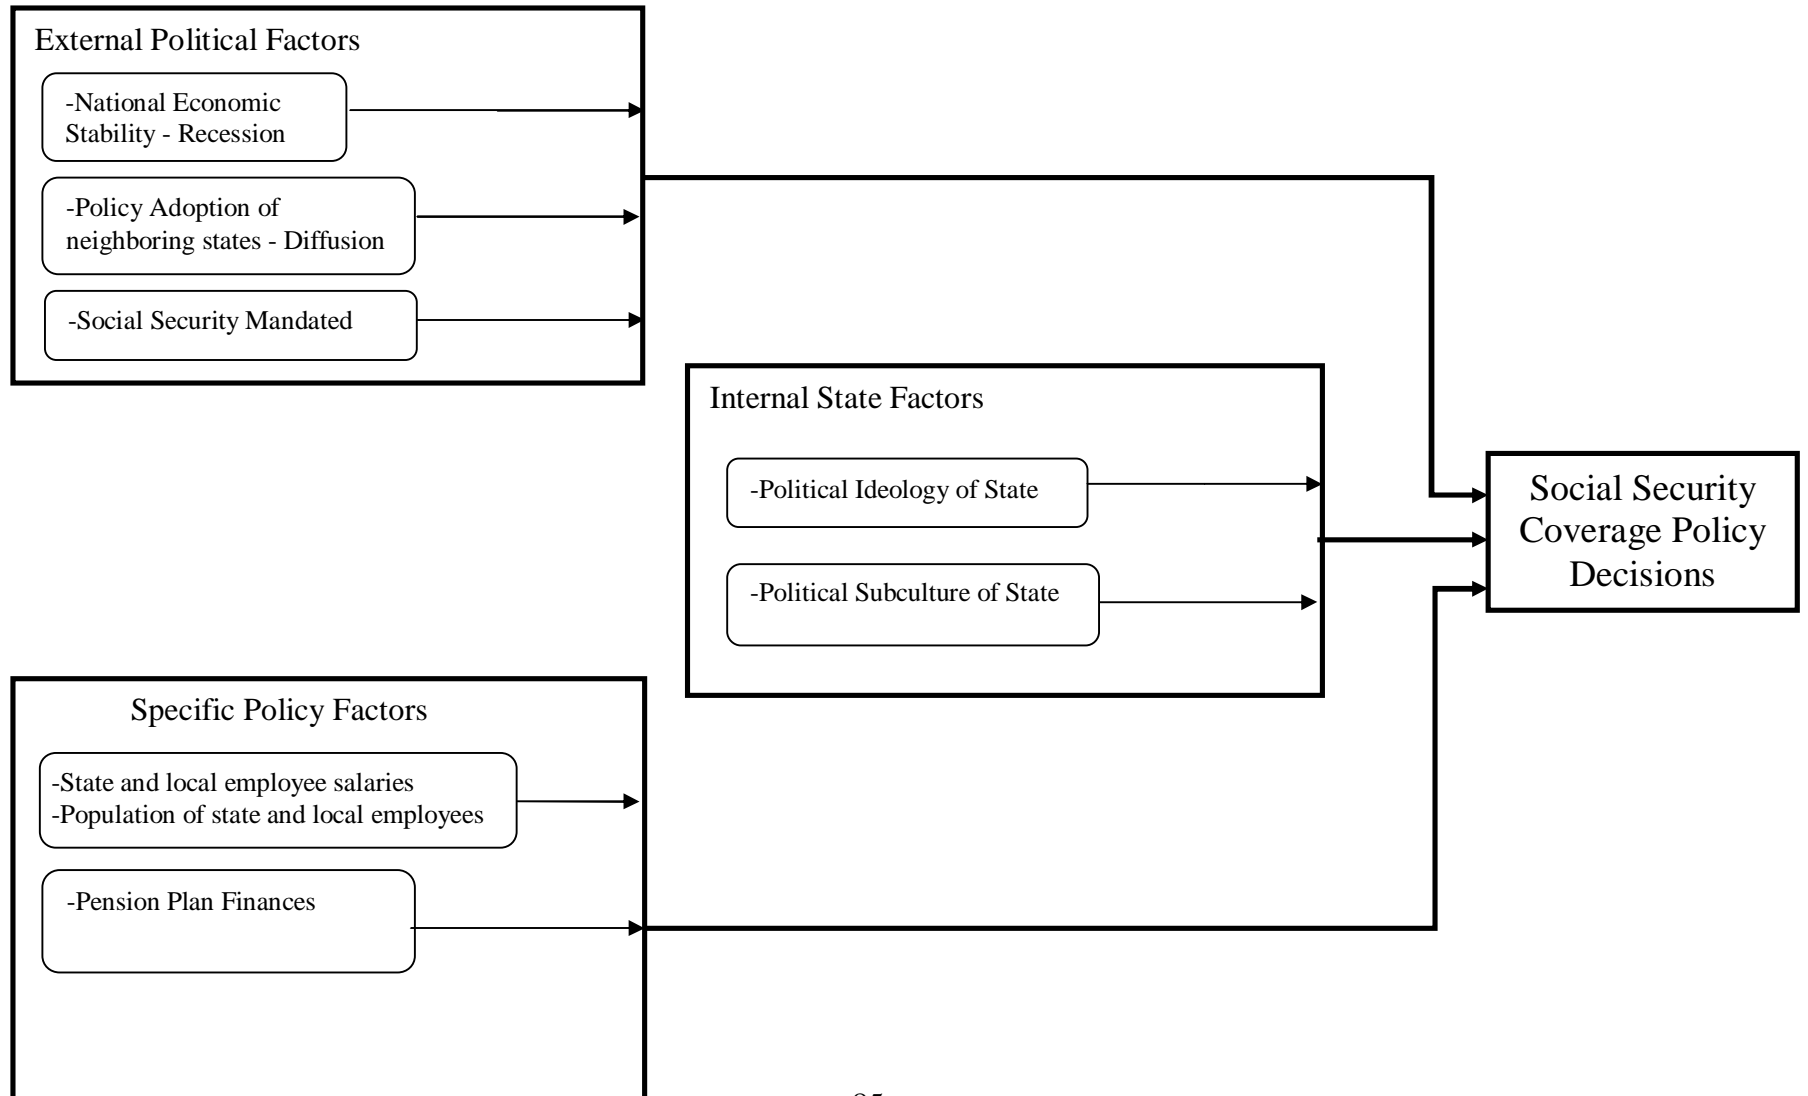 External Political Factors
-National Economic
Stability - Recession
-Policy Adoption of
neighboring states - Diffusion
-Social Security Mandated
Internal State Factors
-Political Ideology of State
-Political Subculture of State
Social Security
Coverage Policy
Decisions
Specific Policy Factors
-State and local employee salaries
-Population of state and local employees
-Pension Plan Finances